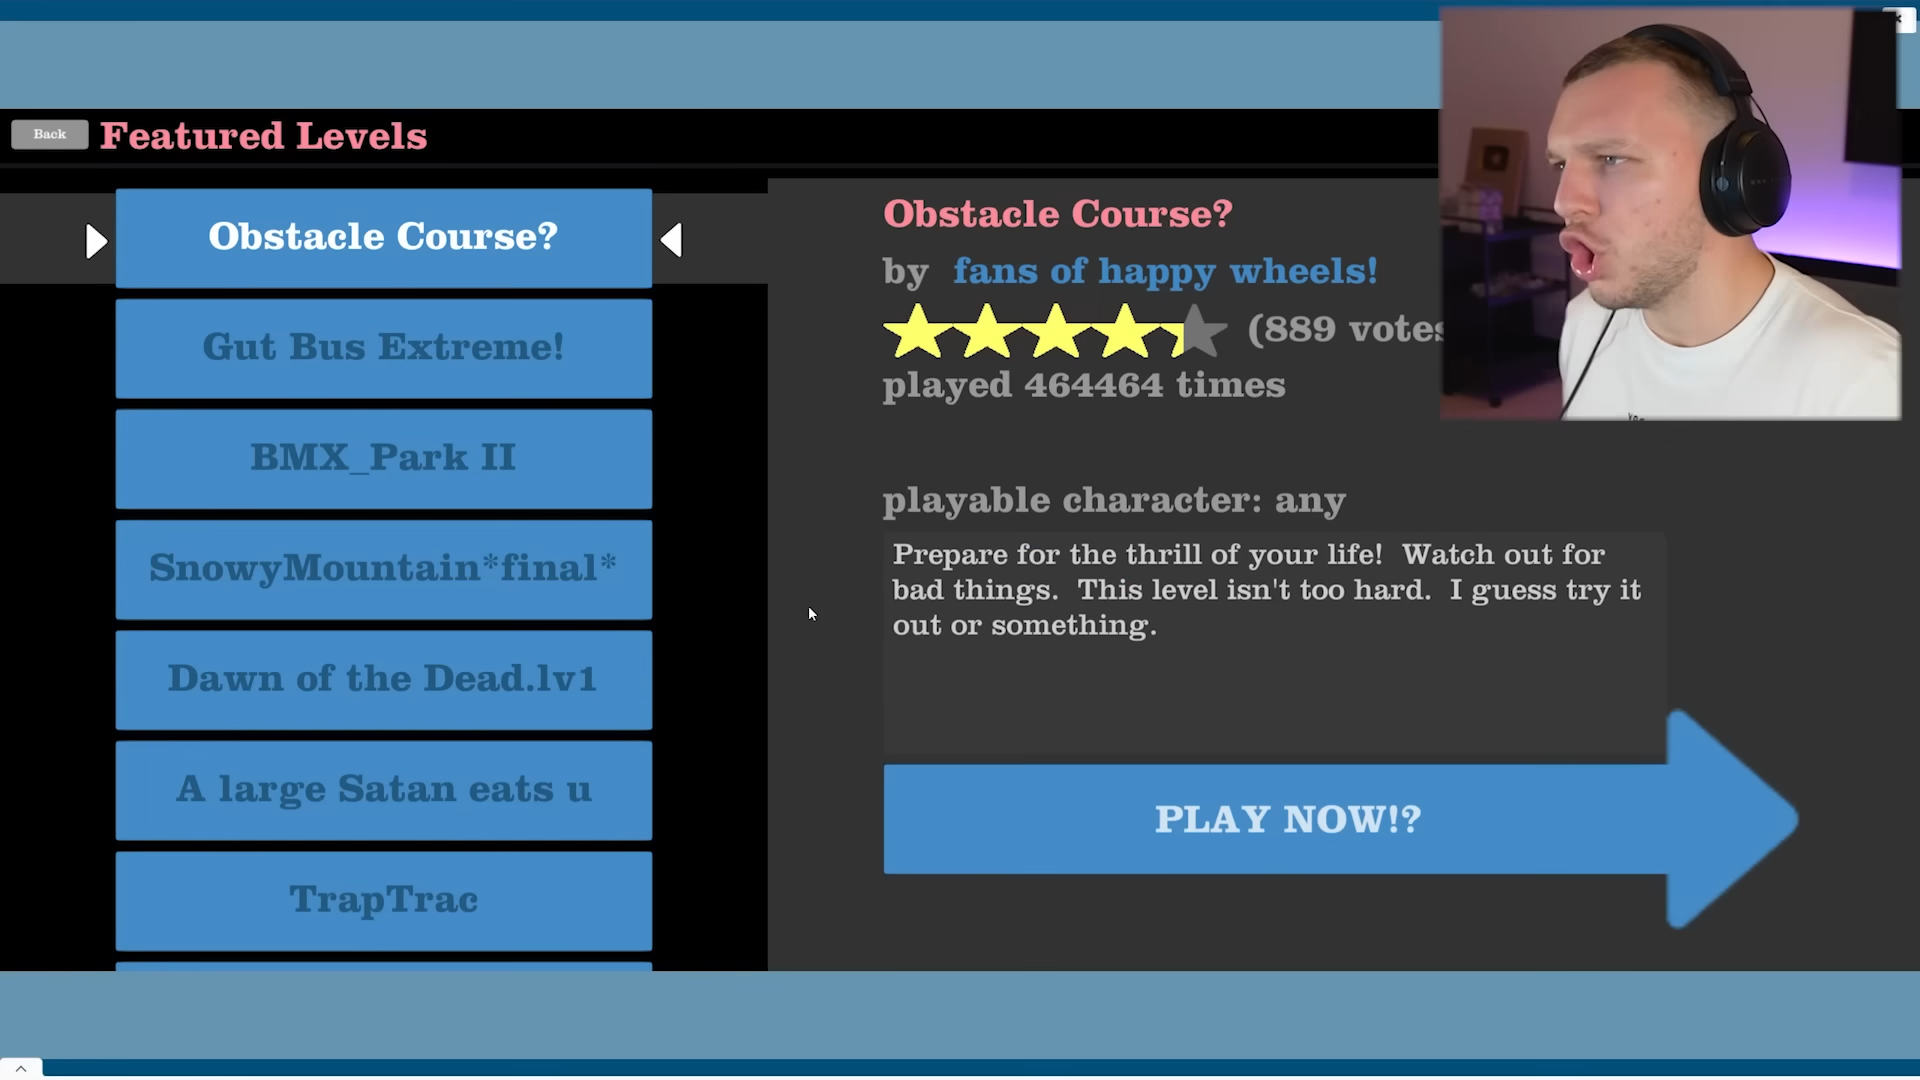 Back
Featured Levels
Obstacle Course?
Gut Bus Extreme!
BMX_Park II
SnowyMountain*final*
Dawn of the Dead.lv1
A large Satan eats u
TrapTrac
Obstacle Course?
by fans of happy wheels!
(889 votes
played 464464 times
playable character: any
Prepare for the thrill of your life! Watch out for
bad things. This level isn't too hard. I guess try it
out or something.
PLAY NOW!?